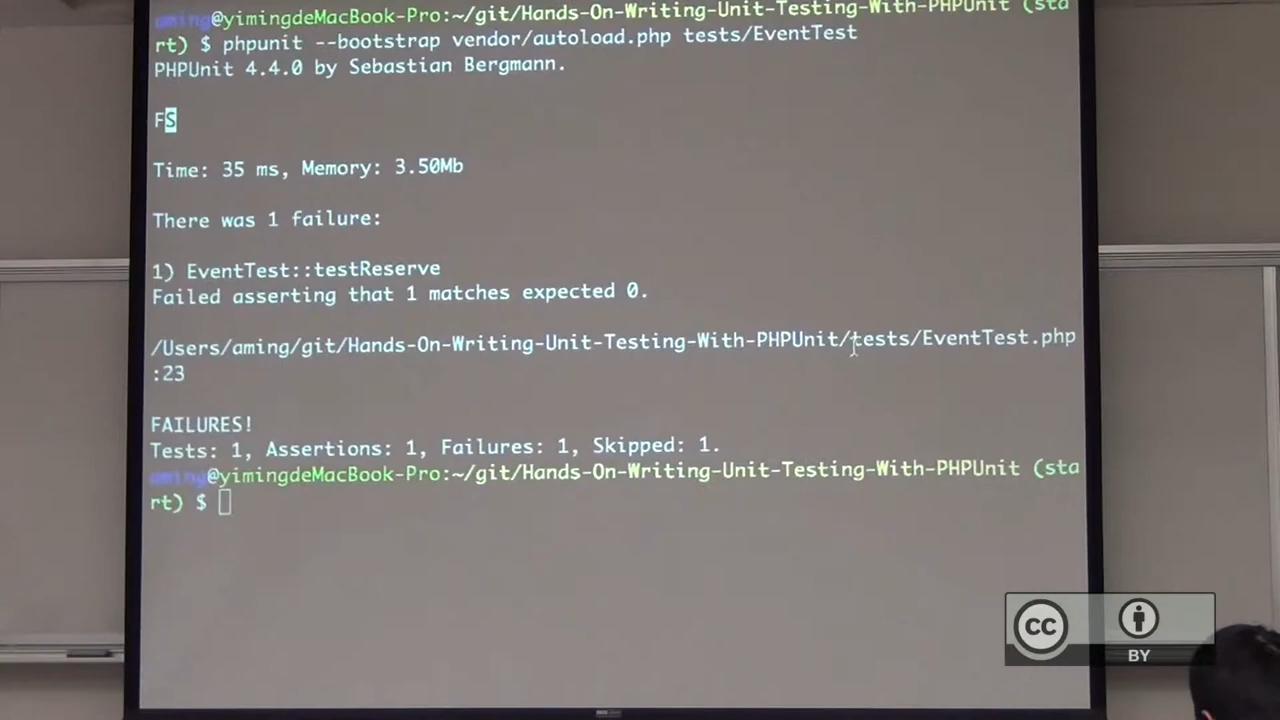 aming@yimingdeMacBook-Pro:~/git/Hands-On-Writing-Unit-Testing-With-PHPUnit (sta
rt) $ phpunit --bootstrap vendor/autoload.php tests/EventTest
PHPUnit 4.4.0 by Sebastian Bergmann.
FS
Time: 35 ms, Memory: 3.50Mb
There was 1 failure:
1) EventTest::testReserve
Failed asserting that 1 matches expected 0.
/Users/aming/git/Hands-On-Writing-Unit-Testing-With-PHPUnit/tests/EventTest.php
:23
FAILURES!
Tests: 1, Assertions: 1, Failures: 1, Skipped: 1.
aming@yimingdeMacBook-Pro:~/git/Hands-On-Writing-Unit-Testing-With-PHPUnit (sta
rt) $
cc
BY